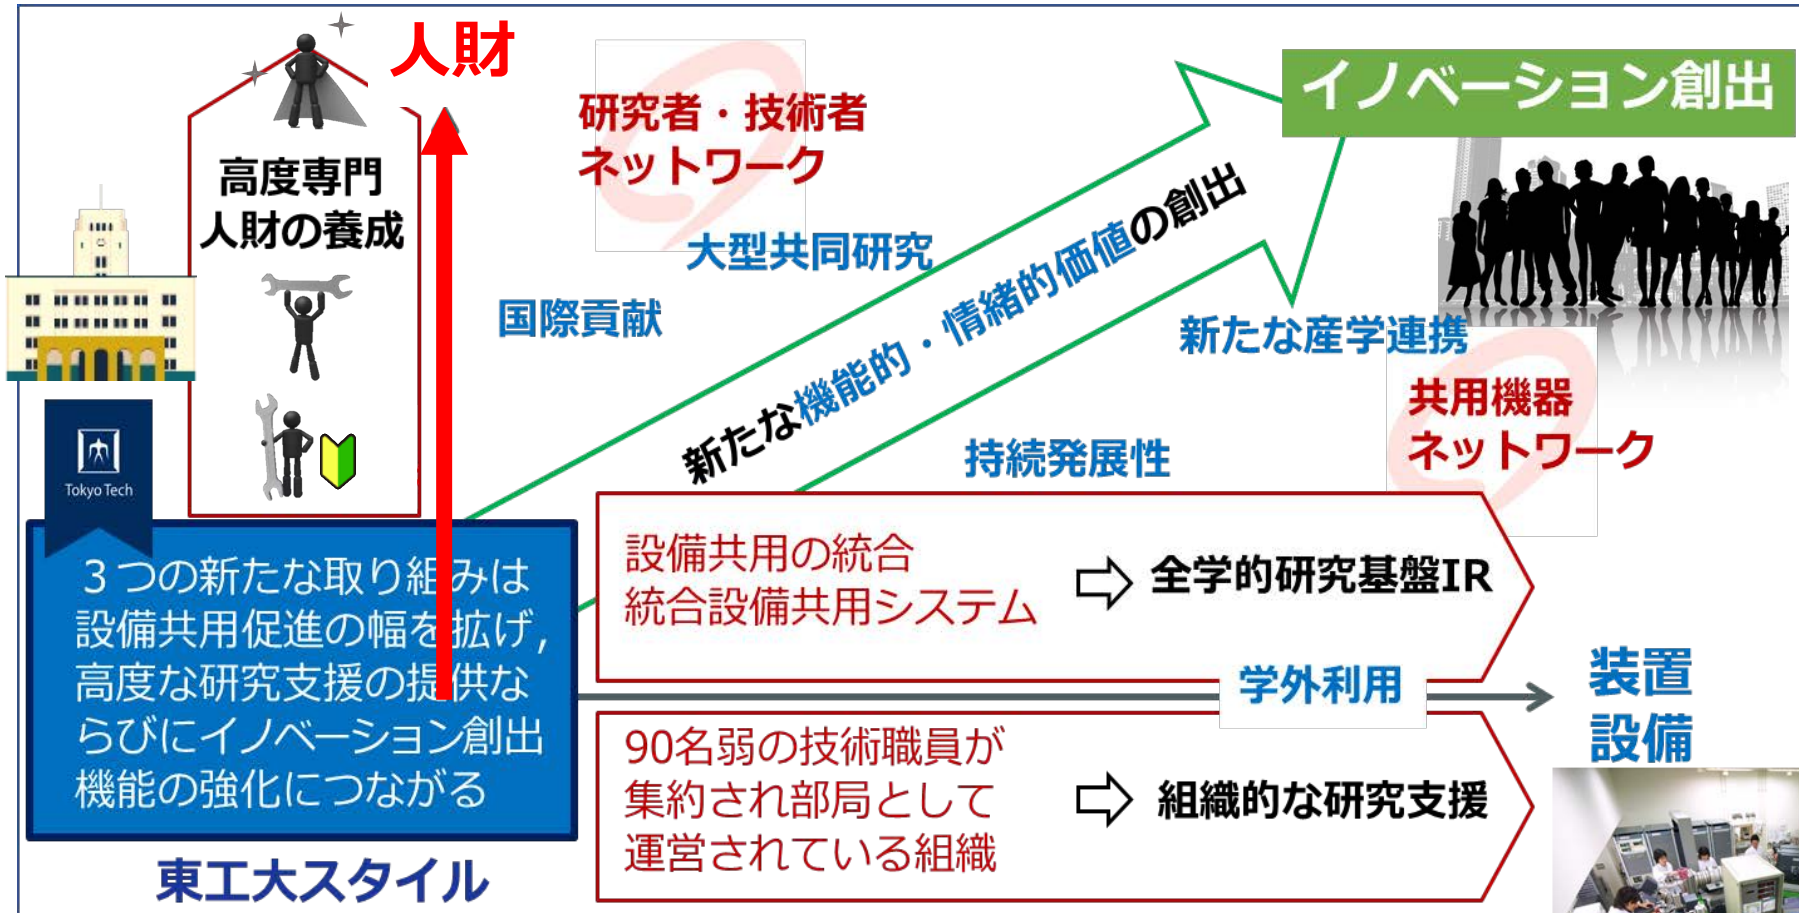 人財
イノベーション創出
研究者・技術者
ネットワーク
高度専門
人財の養成
大型共同研究
国際貢献
新たな機能的・情緒的価値の創出
新たな産学連携
共用機器
ネットワーク
持続発展性
Tokyo Tech
３つの新たな取り組みは
設備共用促進の幅を拡げ，
高度な研究支援の提供な
らびにイノベーション創出
機能の強化につながる
東工大スタイル
設備共用の統合
統合設備共用システム
全学的研究基盤IR
学外利用
装置
設備
90名弱の技術職員が
集約され部局として
運営されている組織
組織的な研究支援